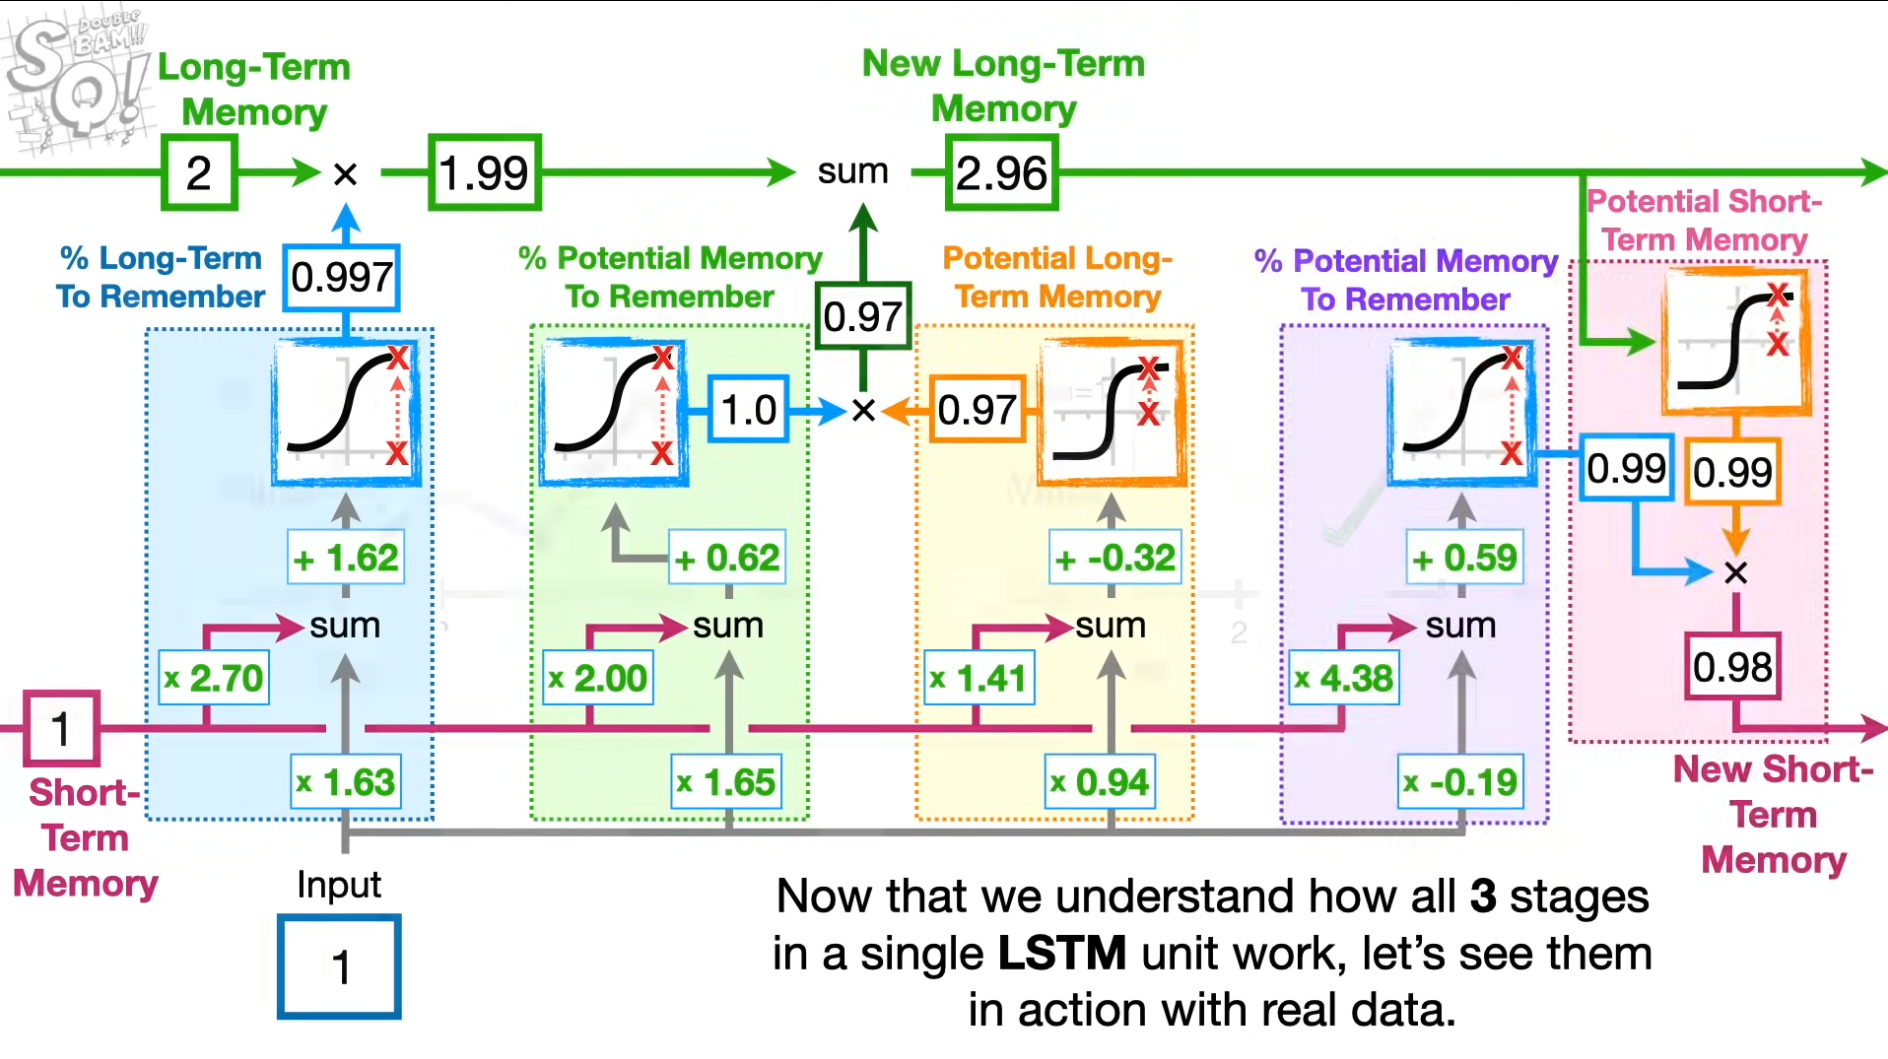 DOUBLE
BAM!!!
SQ!
Long-Term
Memory
New Long-Term
Memory
2
×
1.99
sum
2.96
Potential Short-
Term Memory
% Long-Term
To Remember
0.997
% Potential Memory
To Remember
0.97
Potential Long-
Term Memory
% Potential Memory
To Remember
1.0
×
0.97
0.99
0.99
+ 1.62
+ 0.62
+ -0.32
+ 0.59
×
sum
sum
sum
sum
2
x 2.70
x 2.00
x 1.41
x 4.38
0.98
1
Short-
Term
Memory
x 1.63
x 1.65
x 0.94
x -0.19
New Short-
Term
Memory
Input
1
Now that we understand how all 3 stages
in a single LSTM unit work, let's see them
in action with real data.